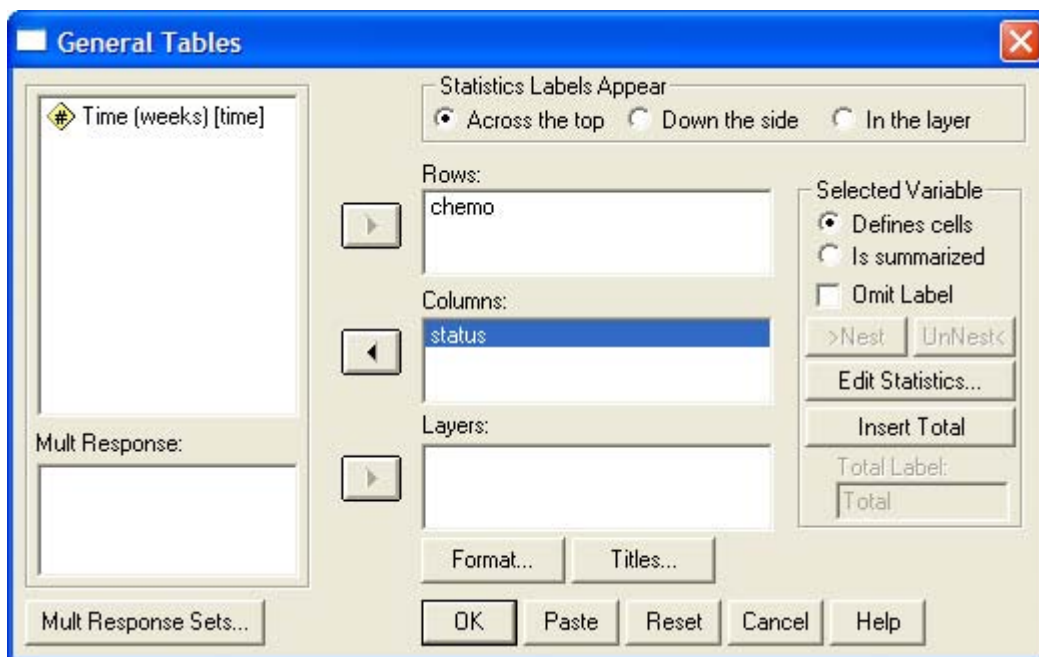 General Tables
# Time (weeks) [time]
Mult Response:
Mult Response Sets...
Statistics Labels Appear
Across the top Down the side In the layer
Rows:
chemo
Columns:
status
Layers:
Format... Titles...
Selected Variable
Defines cells
Is summarized
Omit Label
>Nest UnNest<
Edit Statistics...
Insert Total
Total Label:
Total
OK Paste Reset Cancel Help